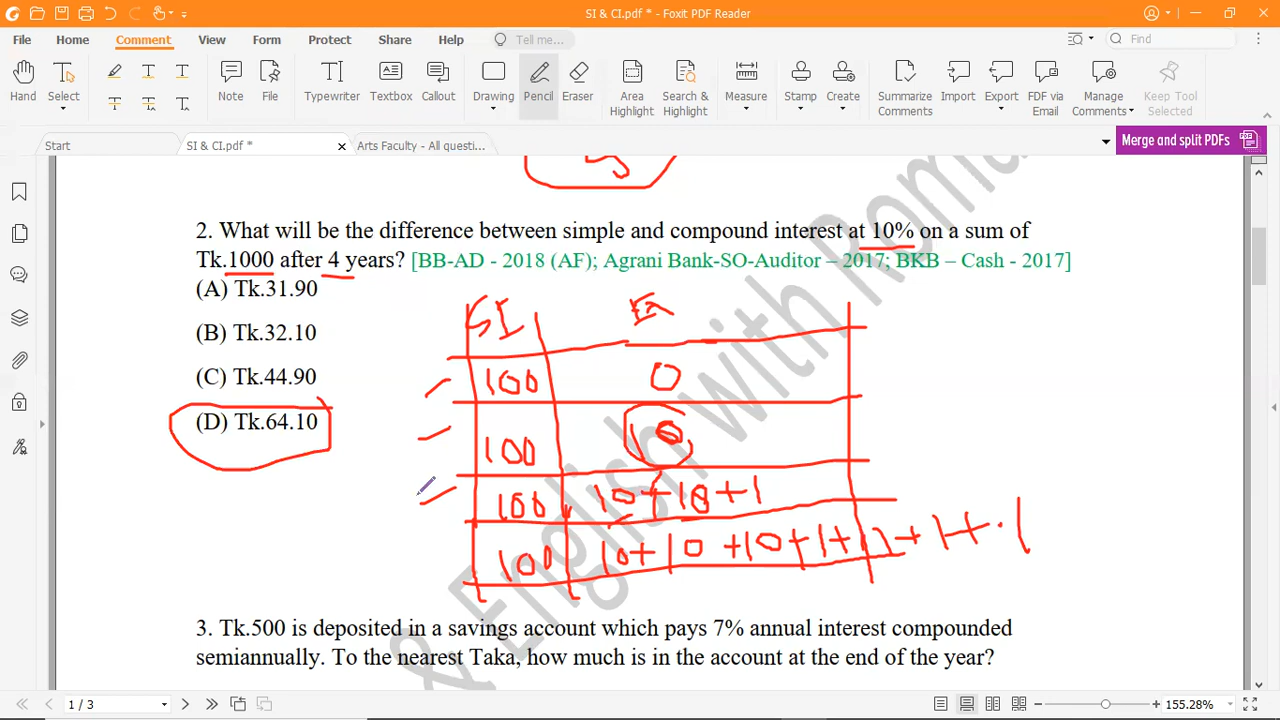 SI & CI.pdf * - Foxit PDF Reader
File Home Comment View Form Protect Share Help Tell me... Find
Hand Select Note File Typewriter Textbox Callout Drawing Pencil Eraser Area Highlight Search & Highlight Measure Stamp Create Summarize Comments Import Export PDF via Email Manage Comments Keep Tool Selected
Start SI & CI.pdf * Arts Faculty - All questi... Merge and split PDFs
2. What will be the difference between simple and compound interest at 10% on a sum of
Tk.1000 after 4 years? [BB-AD - 2018 (AF); Agrani Bank-SO-Auditor – 2017; BKB – Cash - 2017]
(A) Tk.31.90
(B) Tk.32.10
(C) Tk.44.90
(D) Tk.64.10
SI
100 0
100
100 10+10+1
100 10+10+10+1+1+1+.1
3. Tk.500 is deposited in a savings account which pays 7% annual interest compounded
semiannually. To the nearest Taka, how much is in the account at the end of the year?
& English with
1 / 3 155.28%